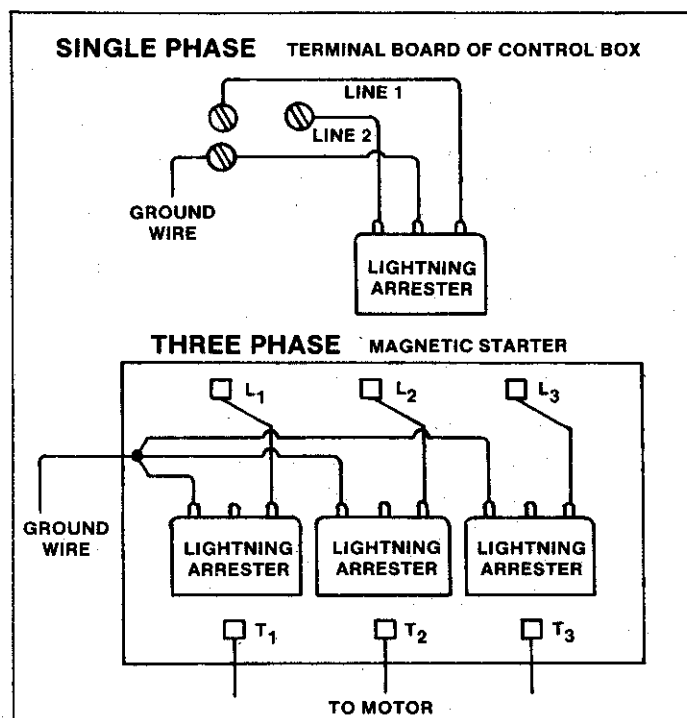 SINGLE PHASE TERMINAL BOARD OF CONTROL BOX
LINE 1
LINE 2
GROUND
WIRE
LIGHTNING
ARRESTER
THREE PHASE MAGNETIC STARTER
L1 L2 L3
GROUND
WIRE
LIGHTNING
ARRESTER
LIGHTNING
ARRESTER
LIGHTNING
ARRESTER
T1 T2 T3
TO MOTOR